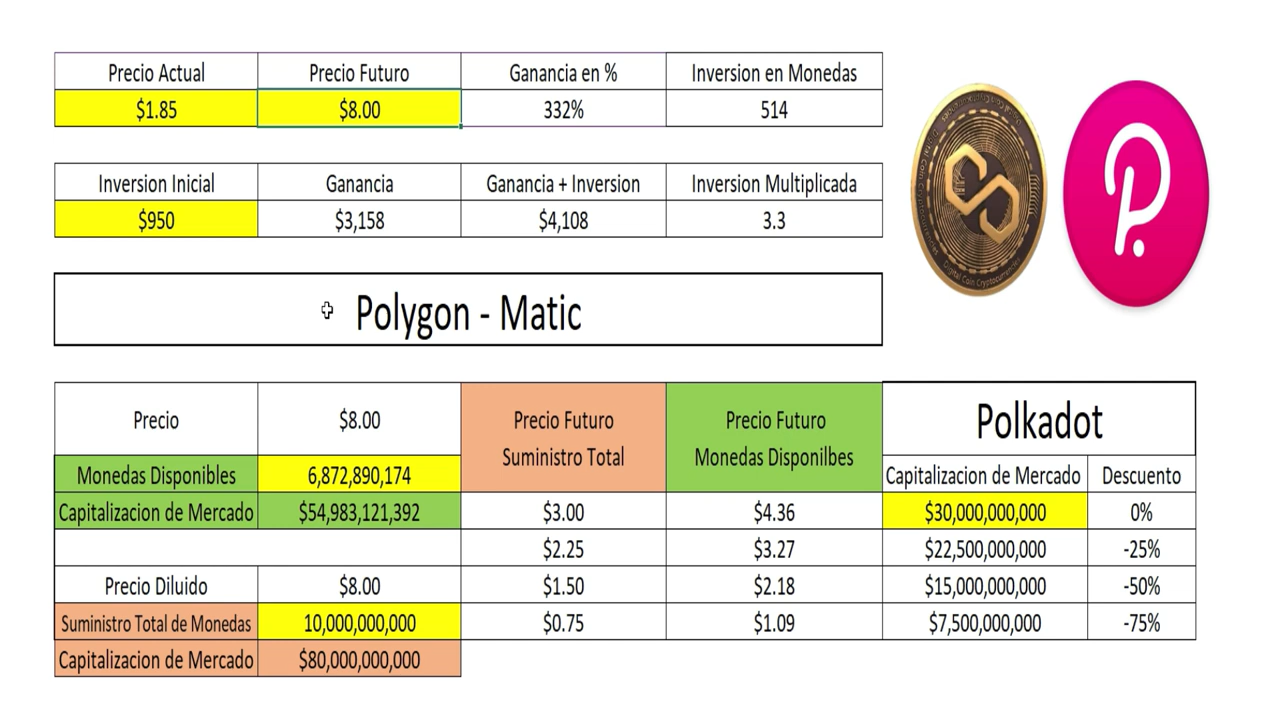 Precio Actual Precio Futuro Ganancia en % Inversion en Monedas
$1.85 $8.00 332% 514
Inversion Inicial Ganancia Ganancia + Inversion Inversion Multiplicada
$950 $3,158 $4,108 3.3
Polygon - Matic
Precio $8.00 Precio Futuro Suministro Total Precio Futuro Monedas Disponilbes Polkadot
Monedas Disponibles 6,872,890,174 Capitalizacion de Mercado Descuento
Capitalizacion de Mercado $54,983,121,392 $3.00 $4.36 $30,000,000,000 0%
$2.25 $3.27 $22,500,000,000 -25%
Precio Diluido $8.00 $1.50 $2.18 $15,000,000,000 -50%
Suministro Total de Monedas 10,000,000,000 $0.75 $1.09 $7,500,000,000 -75%
Capitalizacion de Mercado $80,000,000,000
Digital Coin Cryptocurrencies